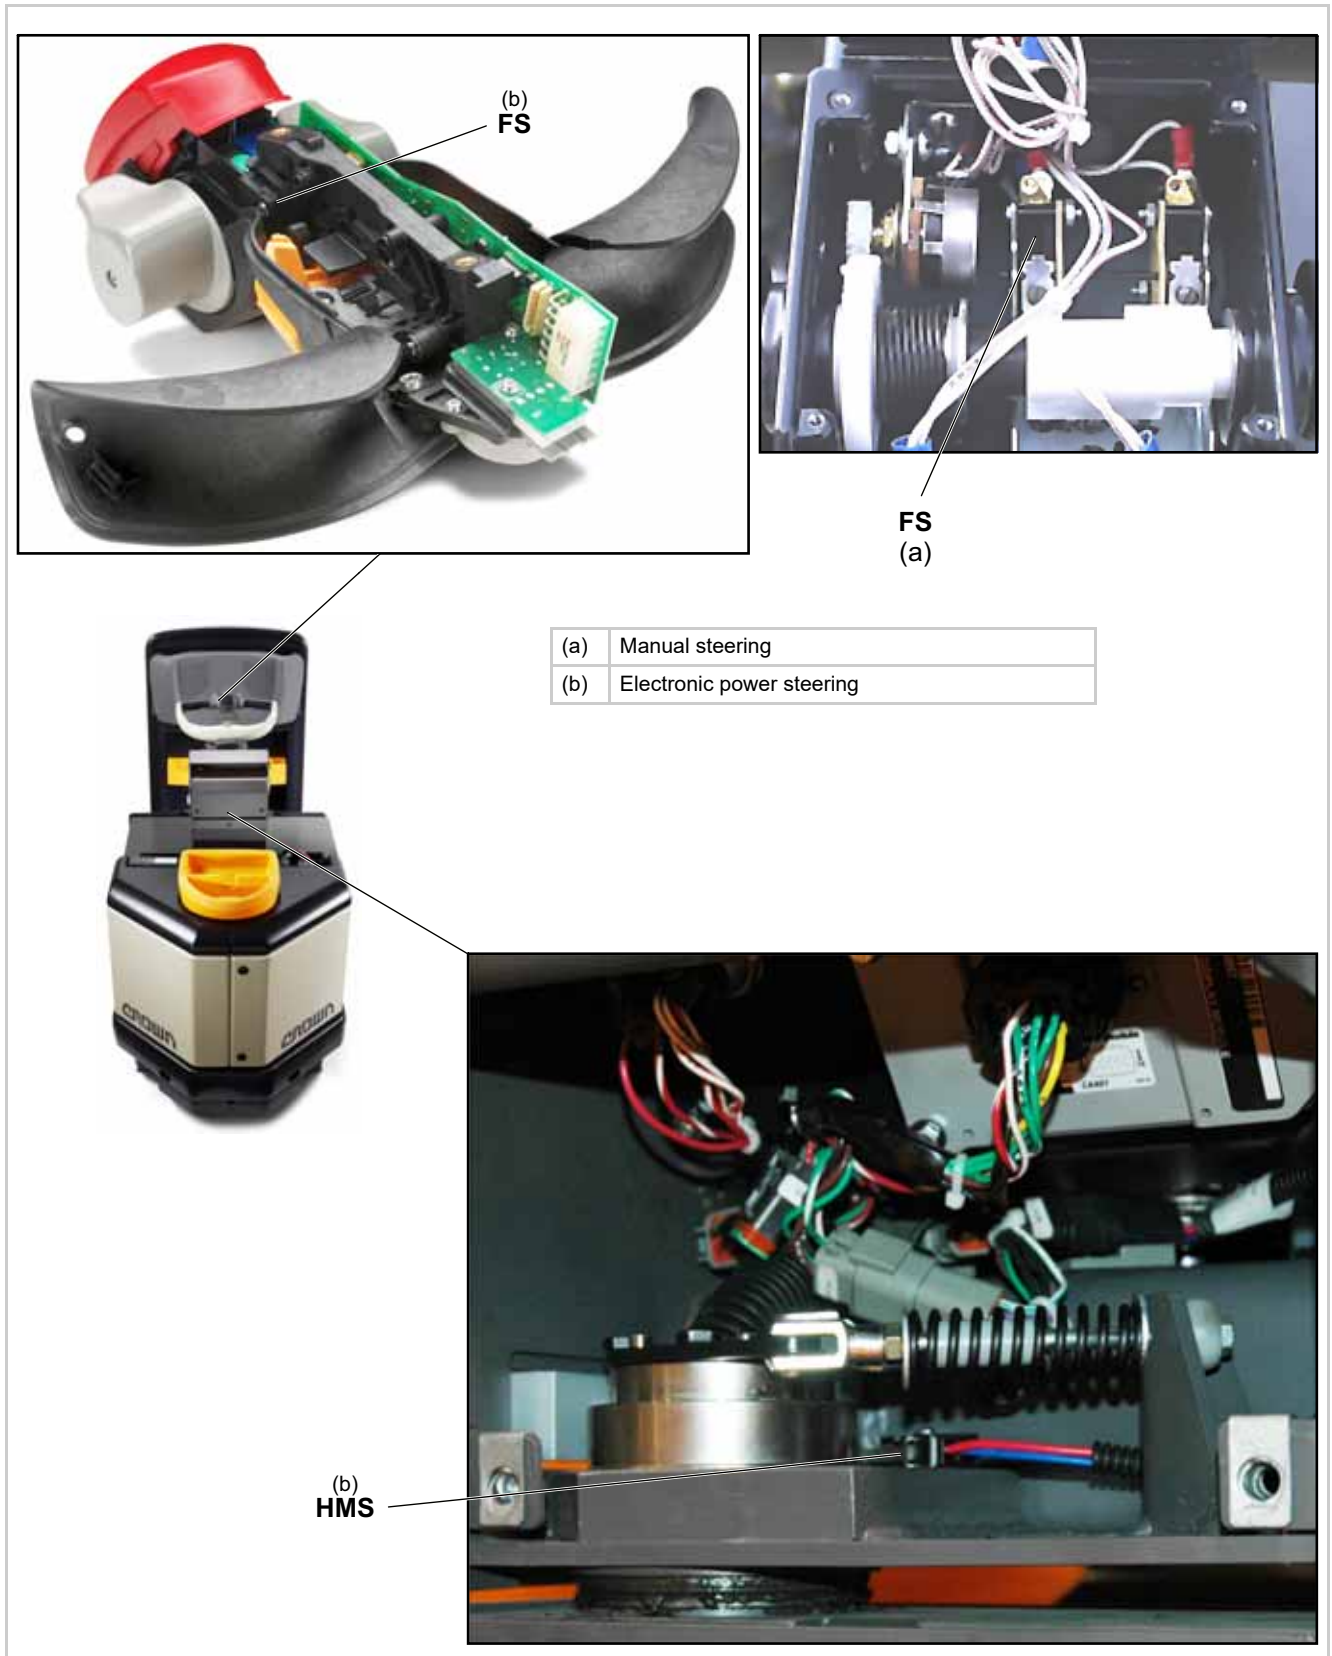 (b)
FS
FS
(a)
(a) Manual steering
(b) Electronic power steering
CROWN CROWN
(b)
HMS